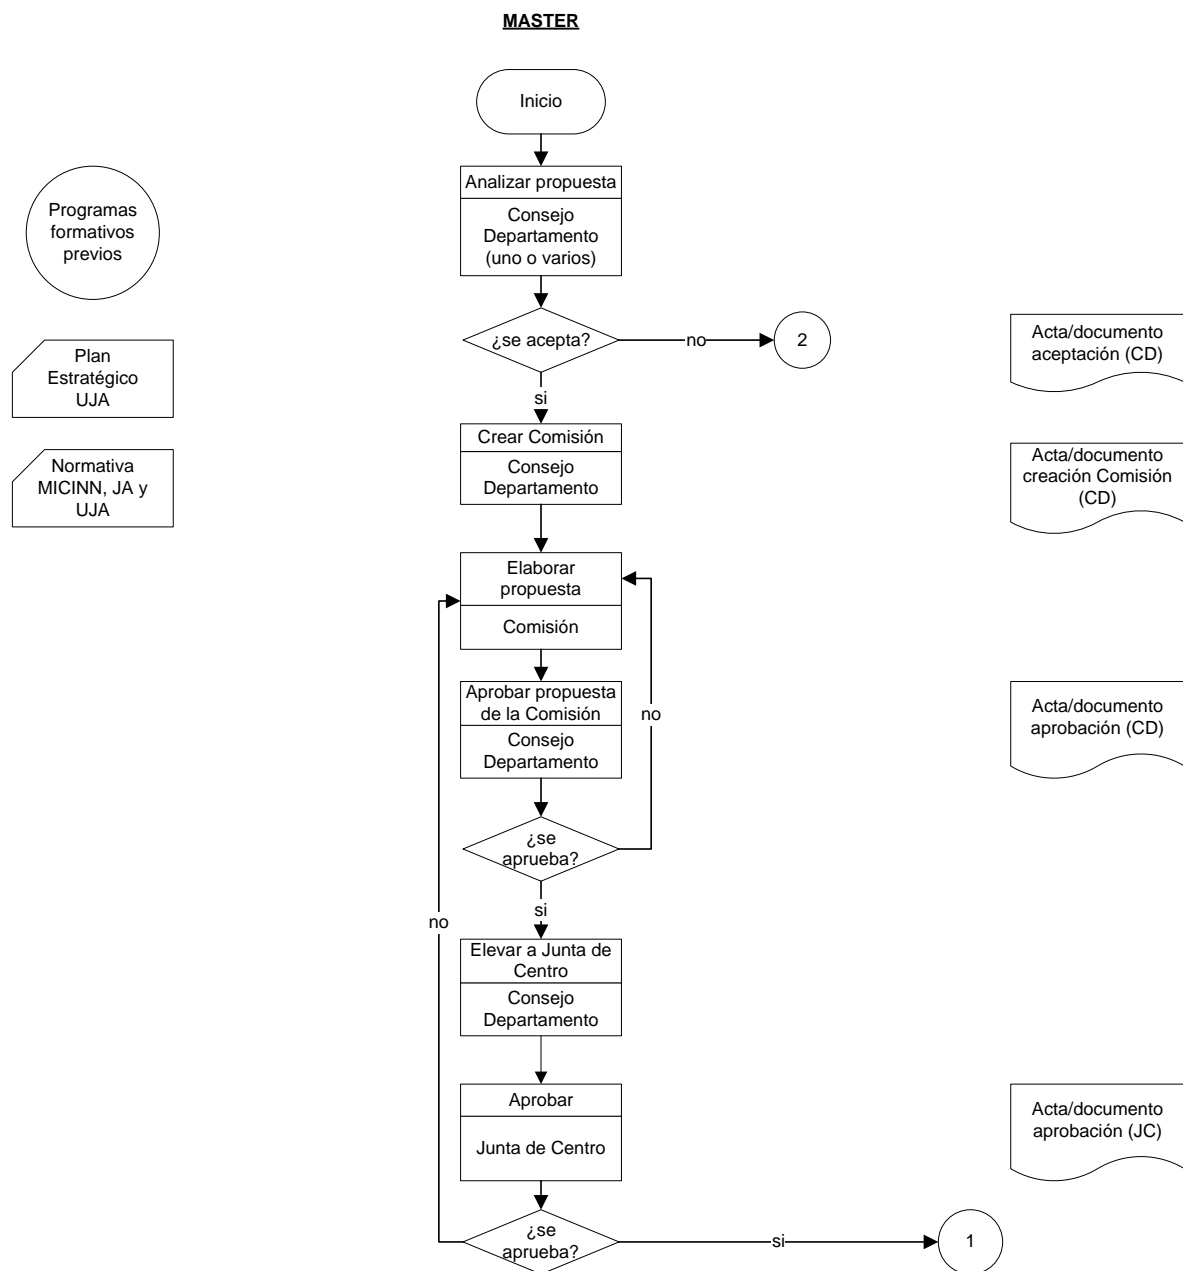 MASTER
Inicio
Analizar propuesta
Consejo
Departamento
(uno o varios)
Programas
formativos
previos
¿se acepta?
no
2
Acta/documento
aceptación (CD)
Plan
Estratégico
UJA
si
Crear Comisión
Consejo
Departamento
Acta/documento
creación Comisión
(CD)
Normativa
MICINN, JA y
UJA
Elaborar
propuesta
Comisión
Aprobar propuesta
de la Comisión
Consejo
Departamento
no
Acta/documento
aprobación (CD)
¿se
aprueba?
si
no
Elevar a Junta de
Centro
Consejo
Departamento
Aprobar
Junta de Centro
Acta/documento
aprobación (JC)
¿se
aprueba?
si
1